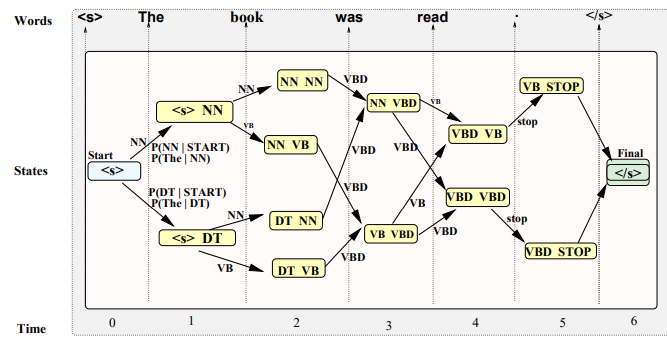 Words <s> The book was read . </s>
NN NN
VBD
VB STOP
NN
<s> NN
NN VBD
VB
stop
VB
VBD VB
NN
P(NN | START)
P(The | NN)
NN VB
VBD
Start
<s>
Final
</s>
States
VBD
P(DT | START)
P(The | DT)
VB
VBD VBD
NN
DT NN
stop
<s> DT
VB VBD
VBD
VBD STOP
VB
DT VB
VBD
Time 0 1 2 3 4 5 6